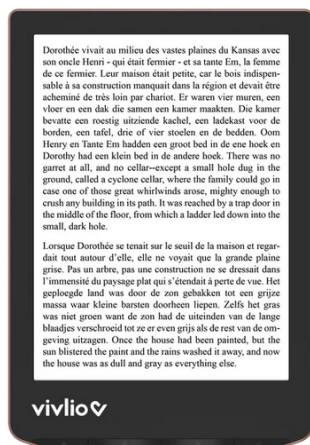 Dorothée vivait au milieu des vastes plaines du Kansas avec
son oncle Henri - qui était fermier - et sa tante Em, la femme
de ce fermier. Leur maison était petite, car le bois indispen-
sable à sa construction manquait dans la région et devait être
acheminé de très loin par chariot. Er waren vier muren, een
vloer en een dak die samen een kamer maakten. Die kamer
bevatte een roestig uitziende kachel, een ladekast voor de
borden, een tafel, drie of vier stoelen en de bedden. Oom
Henry en Tante Em hadden een groot bed in de ene hoek en
Dorothy had een klein bed in de andere hoek. There was no
garret at all, and no cellar--except a small hole dug in the
ground, called a cyclone cellar, where the family could go in
case one of those great whirlwinds arose, mighty enough to
crush any building in its path. It was reached by a trap door in
the middle of the floor, from which a ladder led down into the
small, dark hole.
Lorsque Dorothée se tenait sur le seuil de la maison et regar-
dait tout autour d'elle, elle ne voyait que la grande plaine
grise. Pas un arbre, pas une construction ne se dressait dans
l'immensité du paysage plat qui s'étendait à perte de vue. Het
geploegde land was door de zon gebakken tot een grijze
massa waar kleine barsten doorheen liepen. Zelfs het gras
was niet groen want de zon had de uiteinden van de lange
blaadjes verschroeid tot ze er even grijs als de rest van de om-
geving uitzagen. Once the house had been painted, but the
sun blistered the paint and the rains washed it away, and now
the house was as dull and gray as everything else.
vivlio